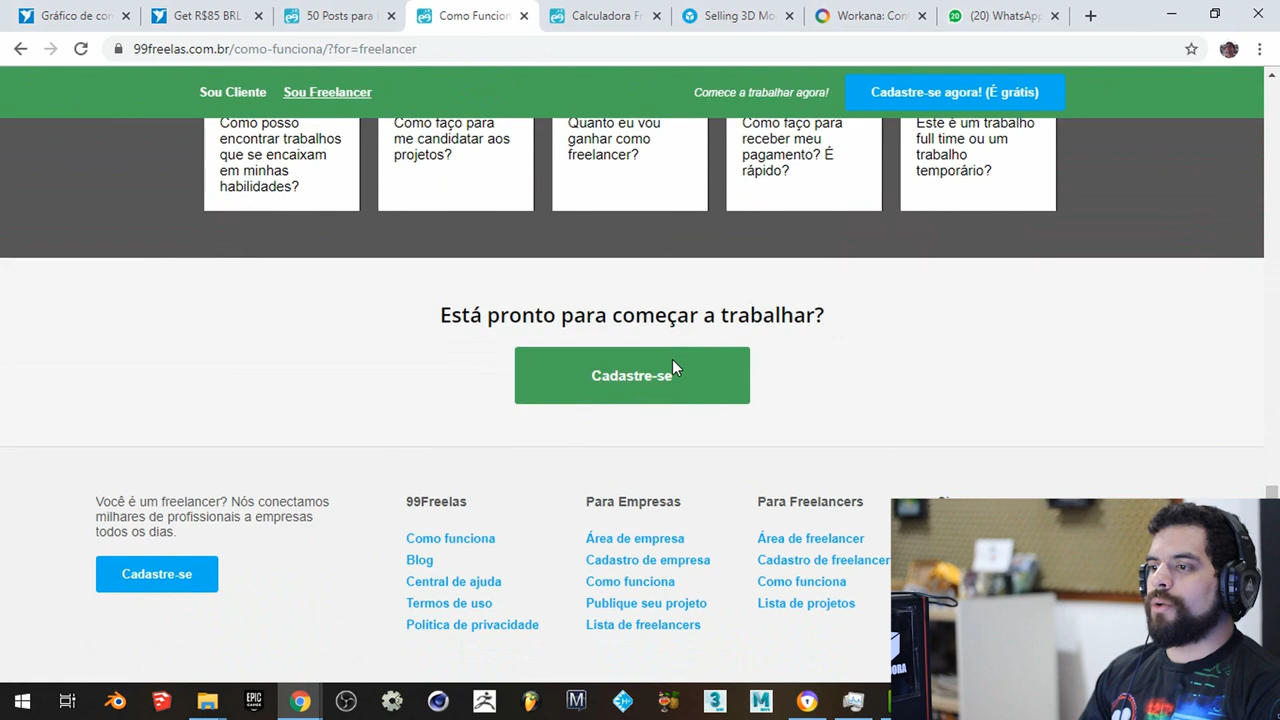 Gráfico de con
Get R$85 BRL
50 Posts para
Como Funcion
Calculadora Fr
Selling 3D Mo
Workana: Con
(20) WhatsApp
99freelas.com.br/como-funciona/?for=freelancer
Sou Cliente
Sou Freelancer
Comece a trabalhar agora!
Cadastre-se agora! (É grátis)
Como posso
encontrar trabalhos
que se encaixam
em minhas
habilidades?
Como faço para
me candidatar aos
projetos?
Quanto eu vou
ganhar como
freelancer?
Como faço para
receber meu
pagamento? É
rápido?
Este é um trabalho
full time ou um
trabalho
temporário?
Está pronto para começar a trabalhar?
Cadastre-se
Você é um freelancer? Nós conectamos
milhares de profissionais a empresas
todos os dias.
Cadastre-se
99Freelas
Como funciona
Blog
Central de ajuda
Termos de uso
Política de privacidade
Para Empresas
Área de empresa
Cadastro de empresa
Como funciona
Publique seu projeto
Lista de freelancers
Para Freelancers
Área de freelancer
Cadastro de freelancer
Como funciona
Lista de projetos